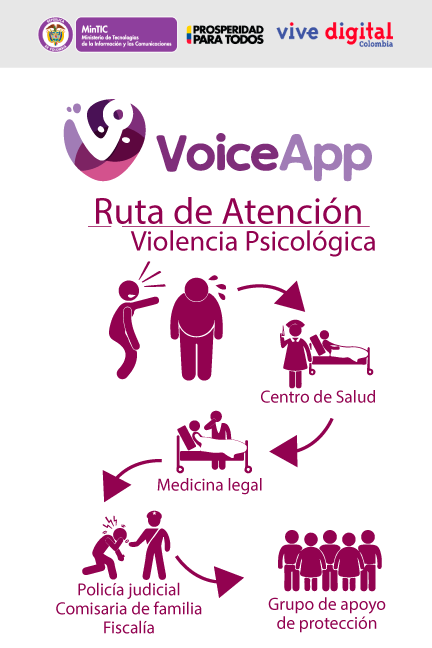 MinTIC
Ministerio de Tecnologías
de la Información y las Comunicaciones
PROSPERIDAD
PARA TODOS
vive digital
Colombia
VoiceApp
Ruta de Atención
Violencia Psicológica
Centro de Salud
Medicina legal
Policía judicial
Comisaria de familia
Fiscalía
Grupo de apoyo
de protección